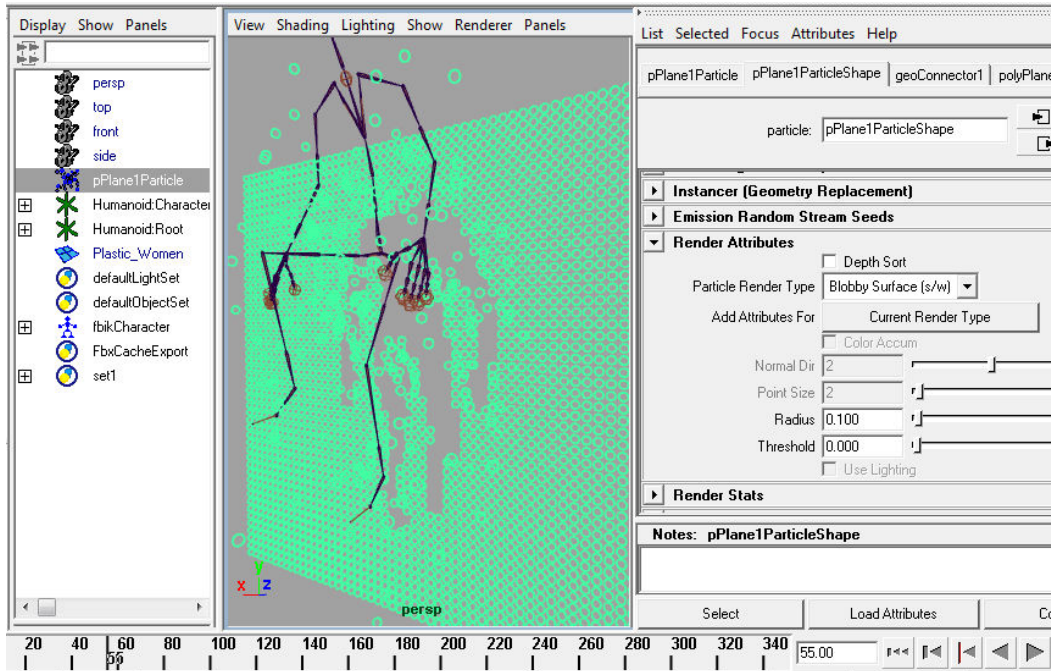 Display Show Panels
persp
top
front
side
pPlane1Particle
Humanoid:Character
Humanoid:Root
Plastic_Women
defaultLightSet
defaultObjectSet
fbikCharacter
FbxCacheExport
set1
View Shading Lighting Show Renderer Panels
y
x z
persp
List Selected Focus Attributes Help
pPlane1Particle pPlane1ParticleShape geoConnector1 polyPlane
particle: pPlane1ParticleShape
Instancer (Geometry Replacement)
Emission Random Stream Seeds
Render Attributes
Depth Sort
Particle Render Type Blobby Surface (s/w)
Add Attributes For Current Render Type
Color Accum
Normal Dir 2
Point Size 2
Radius 0.100
Threshold 0.000
Use Lighting
Render Stats
Notes: pPlane1ParticleShape
Select Load Attributes Co
20 40 60 80 100 120 140 160 180 200 220 240 260 280 300 320 340 55.00
55